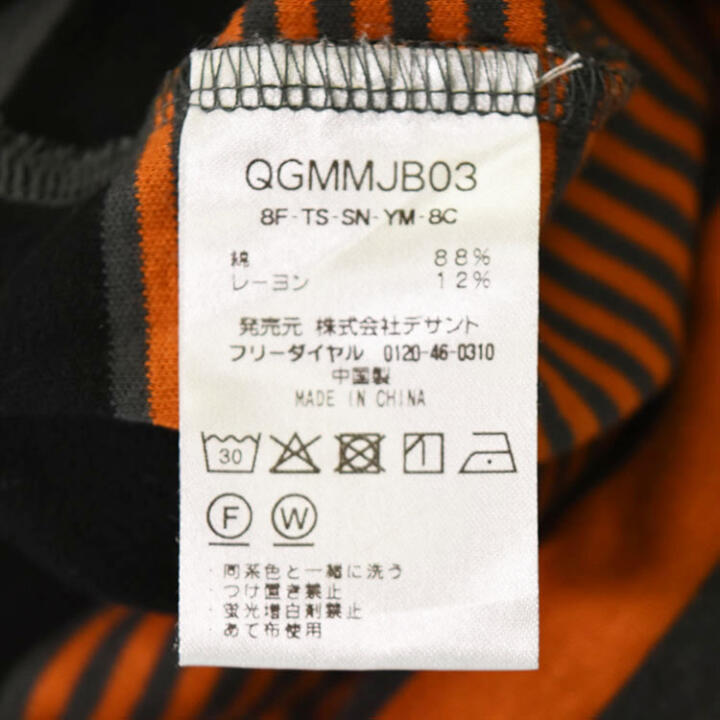 QGMMJB03
8F-TS-SN-YM-8C
綿 88%
レーヨン 12%
発売元 株式会社デサント
フリーダイヤル 0120-46-0310
中国製
MADE IN CHINA
30
F W
・同系色と一緒に洗う
・つけ置き禁止
・蛍光増白剤禁止
・あて布使用